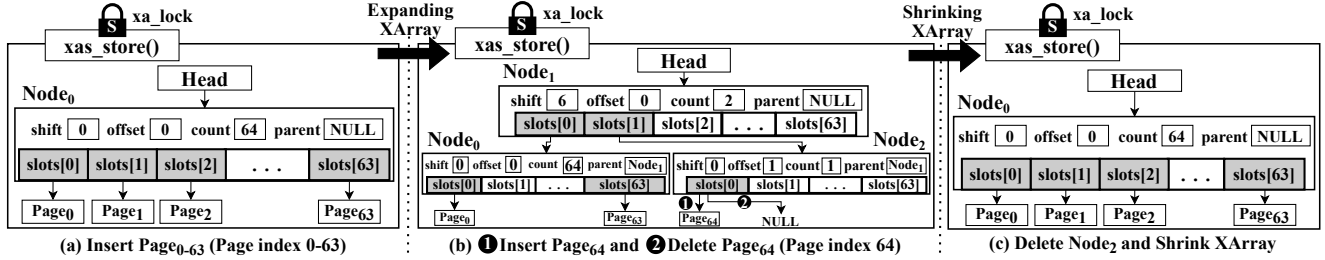 S xa_lock
xas_store()
Head
Node0
shift 0 offset 0 count 64 parent NULL
slots[0] slots[1] slots[2] . . . slots[63]
Page0 Page1 Page2 Page63
(a) Insert Page0-63 (Page index 0-63)
Expanding
XArray
S xa_lock
xas_store()
Head
Node1
shift 6 offset 0 count 2 parent NULL
slots[0] slots[1] slots[2] . . . slots[63]
Node0
shift 0 offset 0 count 64 parent Node1
slots[0] slots[1] . . . slots[63]
Page0 Page63
Node2
shift 0 offset 1 count 1 parent Node1
slots[0] slots[1] . . . slots[63]
❶ ❷
Page64 NULL
(b) ❶Insert Page64 and ❷Delete Page64 (Page index 64)
Shrinking
XArray
S xa_lock
xas_store()
Head
Node0
shift 0 offset 0 count 64 parent NULL
slots[0] slots[1] slots[2] . . . slots[63]
Page0 Page1 Page2 Page63
(c) Delete Node2 and Shrink XArray